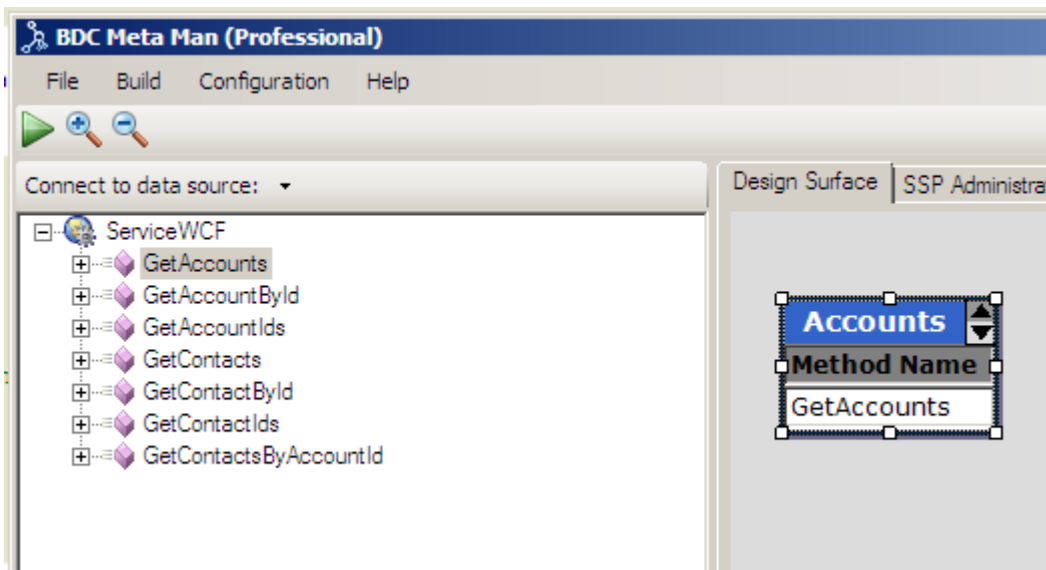 BDC Meta Man (Professional)
File Build Configuration Help
Connect to data source:
Design Surface SSP Administra
ServiceWCF
GetAccounts
GetAccountById
GetAccountIds
GetContacts
GetContactById
GetContactIds
GetContactsByAccountId
Accounts
Method Name
GetAccounts